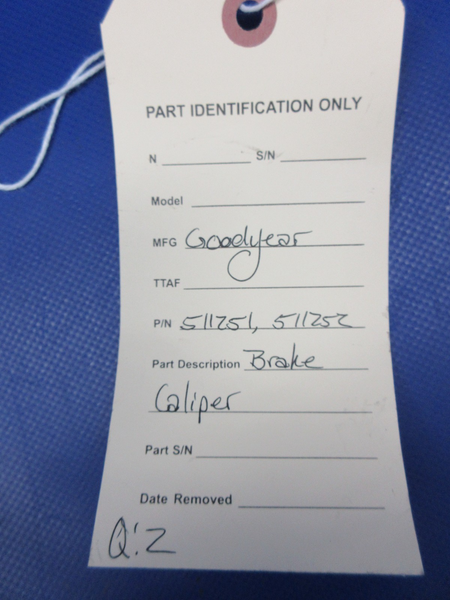 PART IDENTIFICATION ONLY
N S/N
Model
MFG Goodyear
TTAF
P/N 511251, 511252
Part Description Brake
Caliper
Part S/N
Date Removed
Q:2